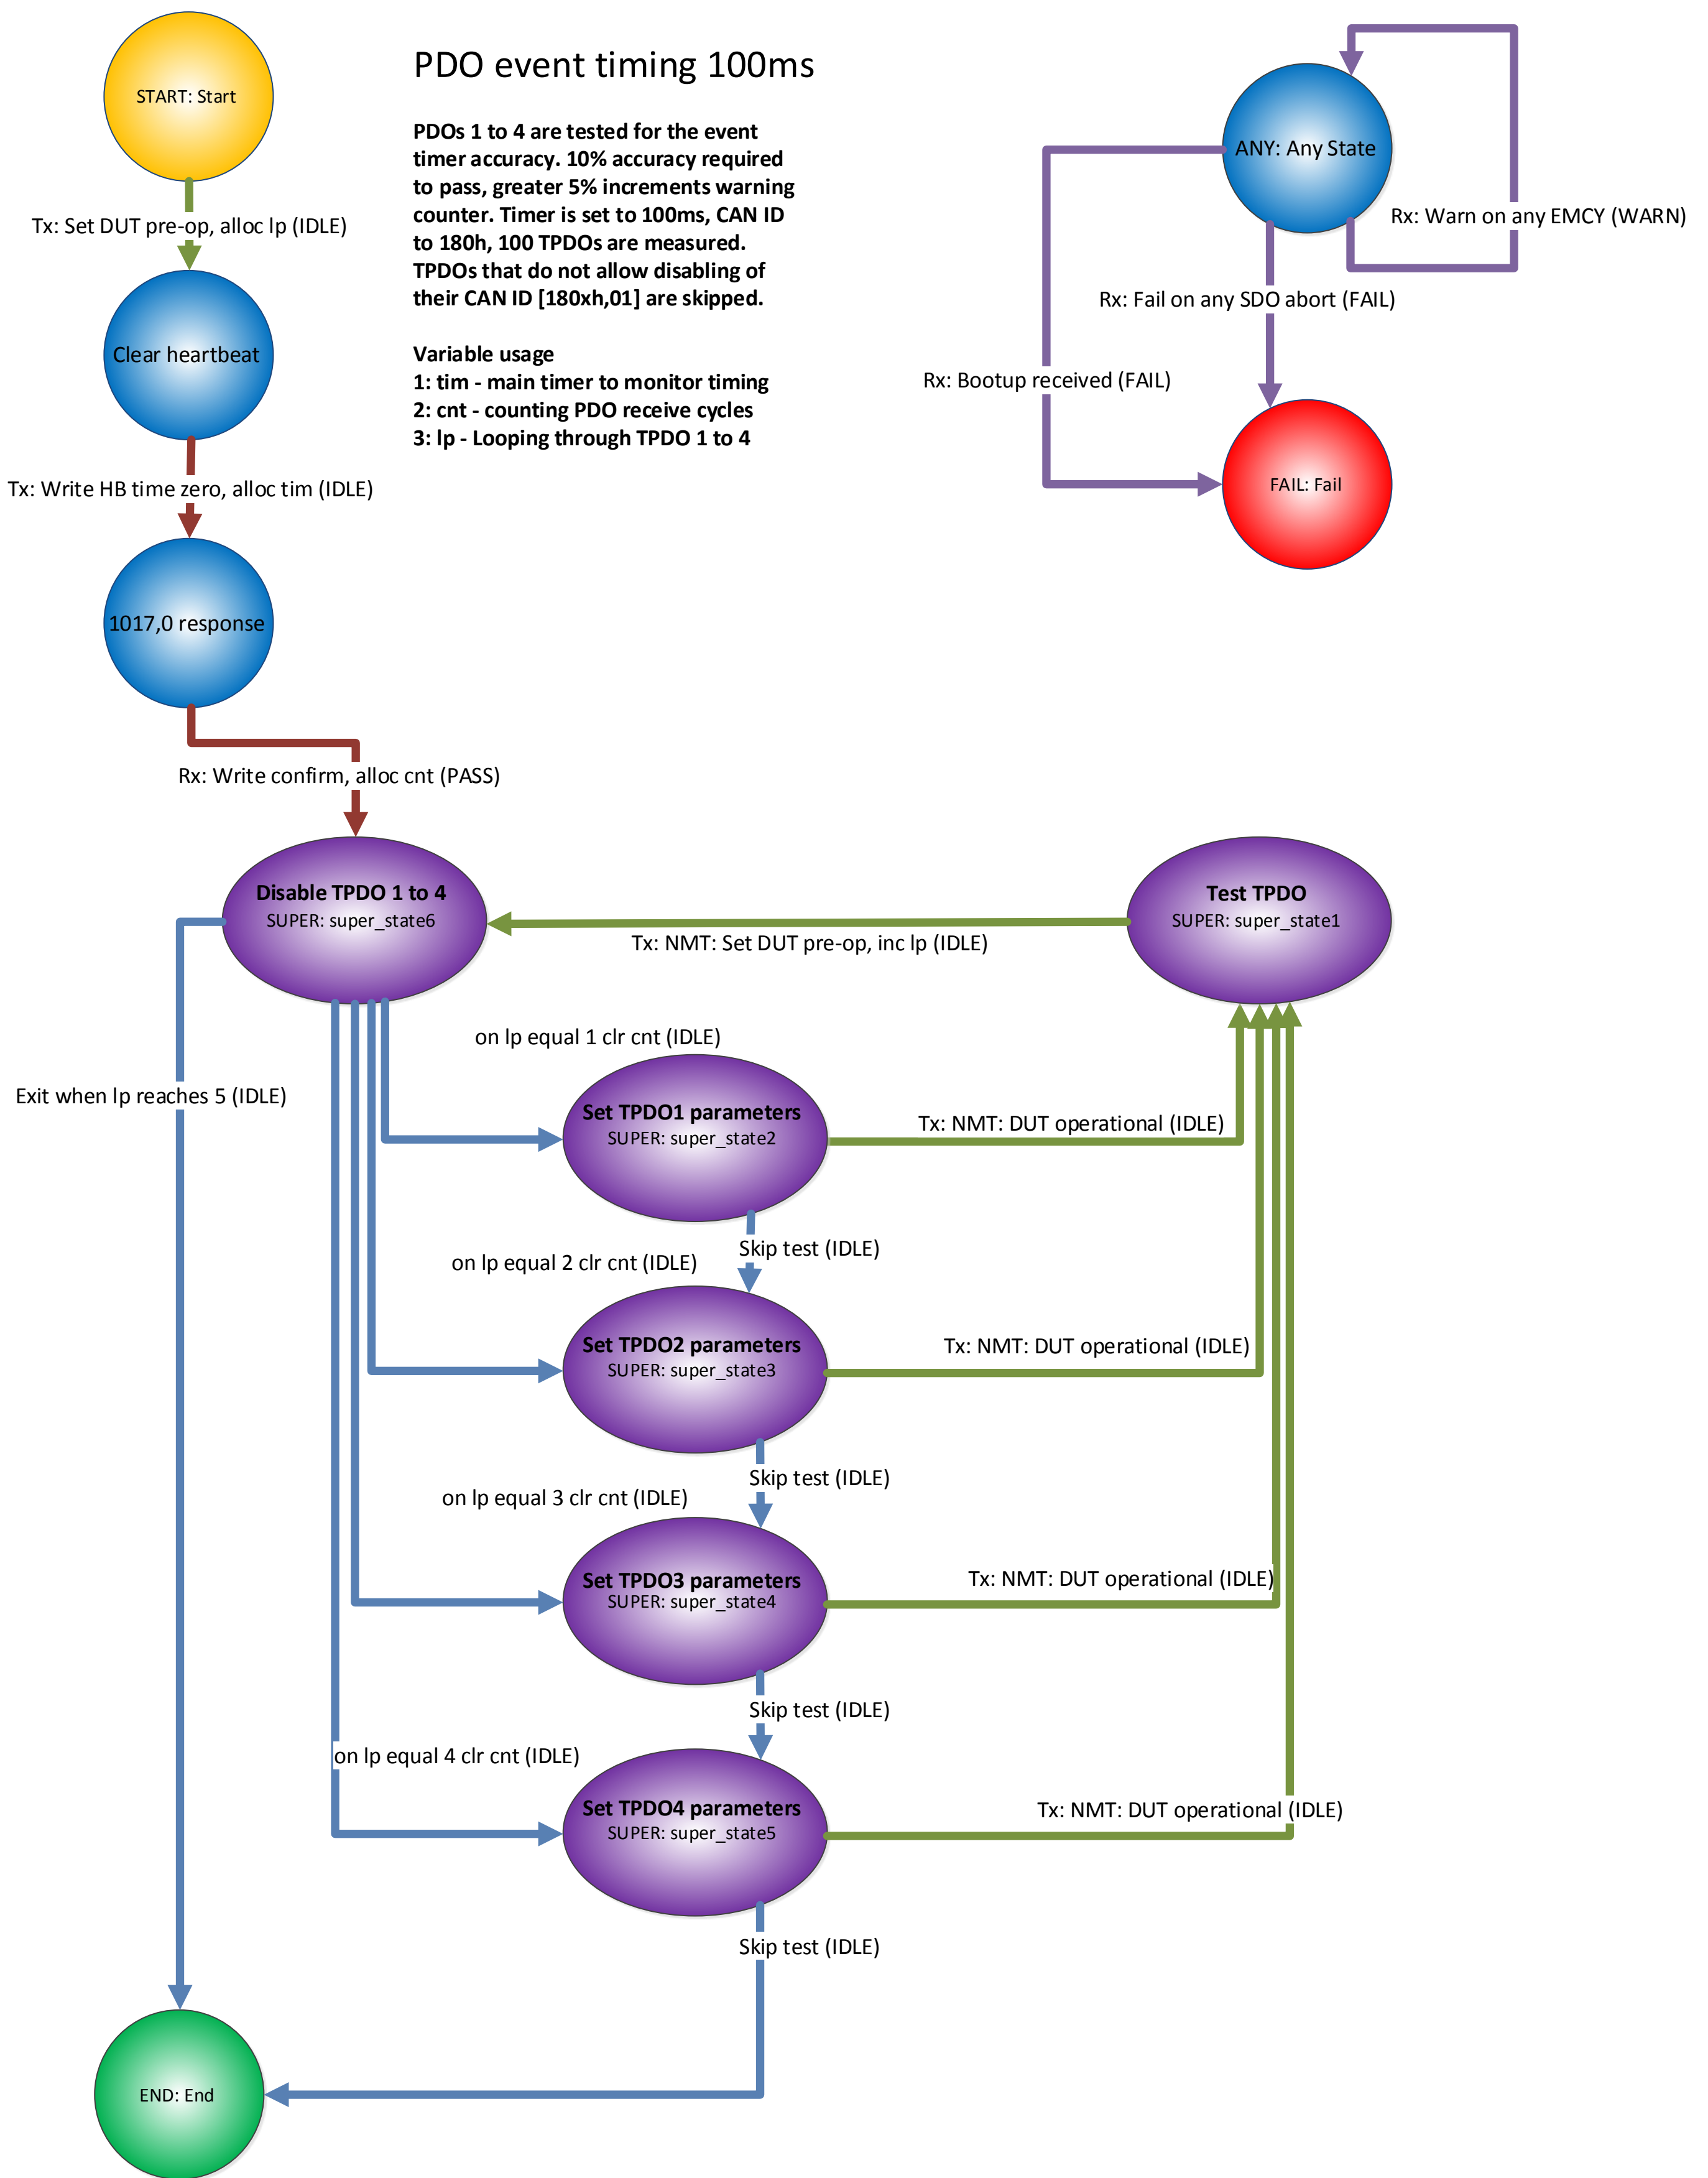 START: Start
Tx: Set DUT pre-op, alloc lp (IDLE)
Clear heartbeat
Tx: Write HB time zero, alloc tim (IDLE)
1017,0 response
Rx: Write confirm, alloc cnt (PASS)
PDO event timing 100ms
PDOs 1 to 4 are tested for the event
timer accuracy. 10% accuracy required
to pass, greater 5% increments warning
counter. Timer is set to 100ms, CAN ID
to 180h, 100 TPDOs are measured.
TPDOs that do not allow disabling of
their CAN ID [180xh,01] are skipped.
Variable usage
1: tim - main timer to monitor timing
2: cnt - counting PDO receive cycles
3: lp - Looping through TPDO 1 to 4
ANY: Any State
Rx: Warn on any EMCY (WARN)
Rx: Fail on any SDO abort (FAIL)
Rx: Bootup received (FAIL)
FAIL: Fail
Disable TPDO 1 to 4
SUPER: super_state6
Test TPDO
SUPER: super_state1
Tx: NMT: Set DUT pre-op, inc lp (IDLE)
on lp equal 1 clr cnt (IDLE)
Exit when lp reaches 5 (IDLE)
Set TPDO1 parameters
SUPER: super_state2
Tx: NMT: DUT operational (IDLE)
Skip test (IDLE)
on lp equal 2 clr cnt (IDLE)
Set TPDO2 parameters
SUPER: super_state3
Tx: NMT: DUT operational (IDLE)
Skip test (IDLE)
on lp equal 3 clr cnt (IDLE)
Set TPDO3 parameters
SUPER: super_state4
Tx: NMT: DUT operational (IDLE)
Skip test (IDLE)
on lp equal 4 clr cnt (IDLE)
Set TPDO4 parameters
SUPER: super_state5
Tx: NMT: DUT operational (IDLE)
Skip test (IDLE)
END: End